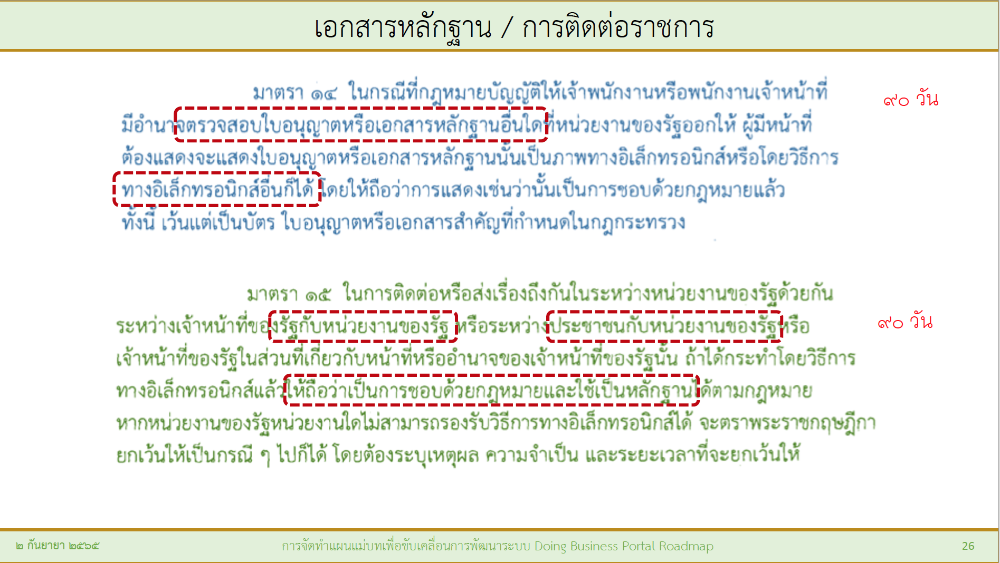 เอกสารหลักฐาน / การติดต่อราชการ
มาตรา ๑๔ ในกรณีที่กฎหมายบัญญัติให้เจ้าพนักงานหรือพนักงานเจ้าหน้าที่
๙๐ วัน
มีอำนาจตรวจสอบใบอนุญาตหรือเอกสารหลักฐานอื่นใดที่หน่วยงานของรัฐออกให้ ผู้มีหน้าที่
ต้องแสดงจะแสดงใบอนุญาตหรือเอกสารหลักฐานนั้นเป็นภาพทางอิเล็กทรอนิกส์หรือโดยวิธีการ
ทางอิเล็กทรอนิกส์อื่นก็ได้ โดยให้ถือว่าการแสดงเช่นว่านั้นเป็นการชอบด้วยกฎหมายแล้ว
ทั้งนี้ เว้นแต่เป็นบัตร ใบอนุญาตหรือเอกสารสำคัญที่กำหนดในกฎกระทรวง
มาตรา ๑๕ ในการติดต่อหรือส่งเรื่องถึงกันในระหว่างหน่วยงานของรัฐด้วยกัน
ระหว่างเจ้าหน้าที่ของรัฐกับหน่วยงานของรัฐ หรือระหว่างประชาชนกับหน่วยงานของรัฐหรือ
๙๐ วัน
เจ้าหน้าที่ของรัฐในส่วนที่เกี่ยวกับหน้าที่หรืออำนาจของเจ้าหน้าที่ของรัฐนั้น ถ้าได้กระทำโดยวิธีการ
ทางอิเล็กทรอนิกส์แล้วให้ถือว่าเป็นการชอบด้วยกฎหมายและใช้เป็นหลักฐานได้ตามกฎหมาย
หากหน่วยงานของรัฐหน่วยงานใดไม่สามารถรองรับวิธีการทางอิเล็กทรอนิกส์ได้ จะตราพระราชกฤษฎีกา
ยกเว้นให้เป็นกรณี ๆ ไปก็ได้ โดยต้องระบุเหตุผล ความจำเป็น และระยะเวลาที่จะยกเว้นให้
๒ กันยายา ๒๕๖๕
การจัดทำแผนแม่บทเพื่อขับเคลื่อนการพัฒนาระบบ Doing Business Portal Roadmap
26